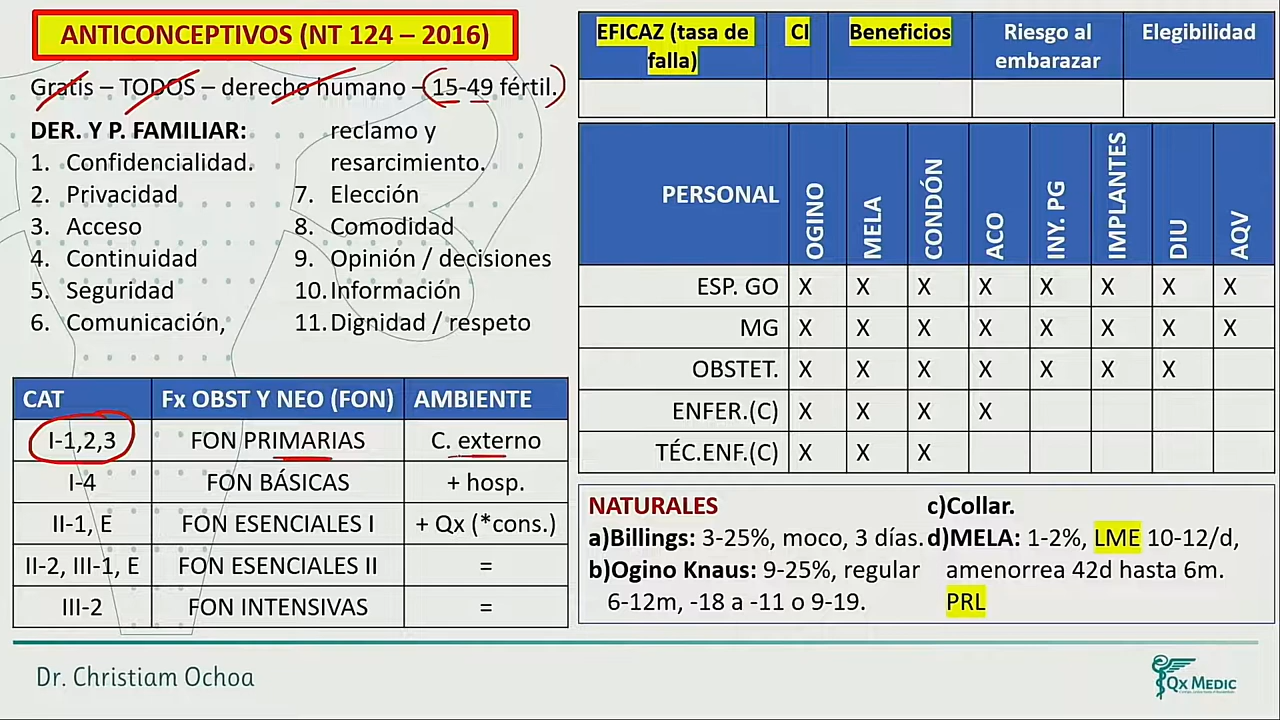 ANTICONCEPTIVOS (NT 124 – 2016)
Gratis – TODOS – derecho humano – (15-49 fértil.)
DER. Y P. FAMILIAR:
1. Confidencialidad.
2. Privacidad
3. Acceso
4. Continuidad
5. Seguridad
6. Comunicación,
reclamo y
resarcimiento.
7. Elección
8. Comodidad
9. Opinión / decisiones
10. Información
11. Dignidad / respeto
CAT Fx OBST Y NEO (FON) AMBIENTE
I-1,2,3 FON PRIMARIAS C. externo
I-4 FON BÁSICAS + hosp.
II-1, E FON ESENCIALES I + Qx (*cons.)
II-2, III-1, E FON ESENCIALES II =
III-2 FON INTENSIVAS =
EFICAZ (tasa de falla) CI Beneficios Riesgo al embarazar Elegibilidad
PERSONAL OGINO MELA CONDÓN ACO INY. PG IMPLANTES DIU AQV
ESP. GO X X X X X X X X
MG X X X X X X X X
OBSTET. X X X X X X X
ENFER.(C) X X X X
TÉC.ENF.(C) X X X
NATURALES
a)Billings: 3-25%, moco, 3 días.
b)Ogino Knaus: 9-25%, regular
6-12m, -18 a -11 o 9-19.
c)Collar.
d)MELA: 1-2%, LME 10-12/d,
amenorrea 42d hasta 6m.
PRL
Dr. Christiam Ochoa
QX MEDIC